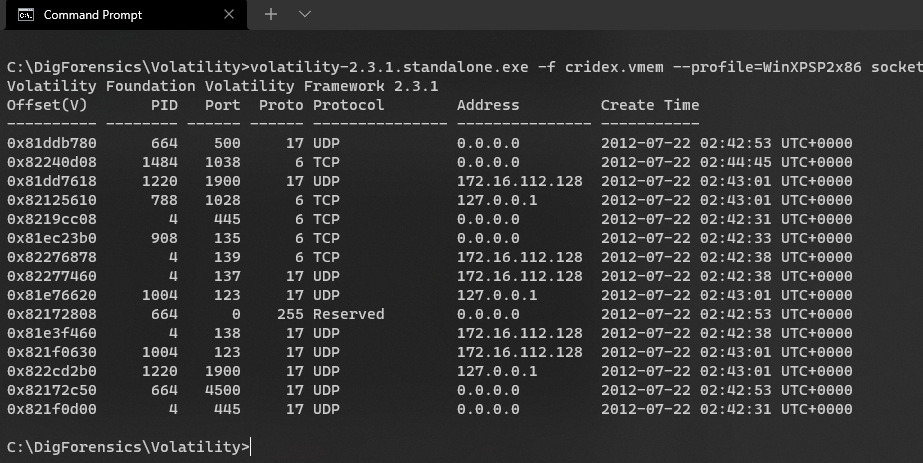 Command Prompt
C:\DigForensics\Volatility>volatility-2.3.1.standalone.exe -f cridex.vmem --profile=WinXPSP2x86 socket
Volatility Foundation Volatility Framework 2.3.1
Offset(V)       PID   Port  Proto Protocol        Address         Create Time
---------- -------- ------ ------ --------------- --------------- -----------
0x81ddb780      664    500     17 UDP             0.0.0.0         2012-07-22 02:42:53 UTC+0000
0x82240d08     1484   1038      6 TCP             0.0.0.0         2012-07-22 02:44:45 UTC+0000
0x81dd7618     1220   1900     17 UDP             172.16.112.128  2012-07-22 02:43:01 UTC+0000
0x82125610      788   1028      6 TCP             127.0.0.1       2012-07-22 02:43:01 UTC+0000
0x8219cc08        4    445      6 TCP             0.0.0.0         2012-07-22 02:42:31 UTC+0000
0x81ec23b0      908    135      6 TCP             0.0.0.0         2012-07-22 02:42:33 UTC+0000
0x82276878        4    139      6 TCP             172.16.112.128  2012-07-22 02:42:38 UTC+0000
0x82277460        4    137     17 UDP             172.16.112.128  2012-07-22 02:42:38 UTC+0000
0x81e76620     1004    123     17 UDP             127.0.0.1       2012-07-22 02:43:01 UTC+0000
0x82172808      664      0    255 Reserved        0.0.0.0         2012-07-22 02:42:53 UTC+0000
0x81e3f460        4    138     17 UDP             172.16.112.128  2012-07-22 02:42:38 UTC+0000
0x821f0630     1004    123     17 UDP             172.16.112.128  2012-07-22 02:43:01 UTC+0000
0x822cd2b0     1220   1900     17 UDP             127.0.0.1       2012-07-22 02:43:01 UTC+0000
0x82172c50      664   4500     17 UDP             0.0.0.0         2012-07-22 02:42:53 UTC+0000
0x821f0d00        4    445     17 UDP             0.0.0.0         2012-07-22 02:42:31 UTC+0000
C:\DigForensics\Volatility>